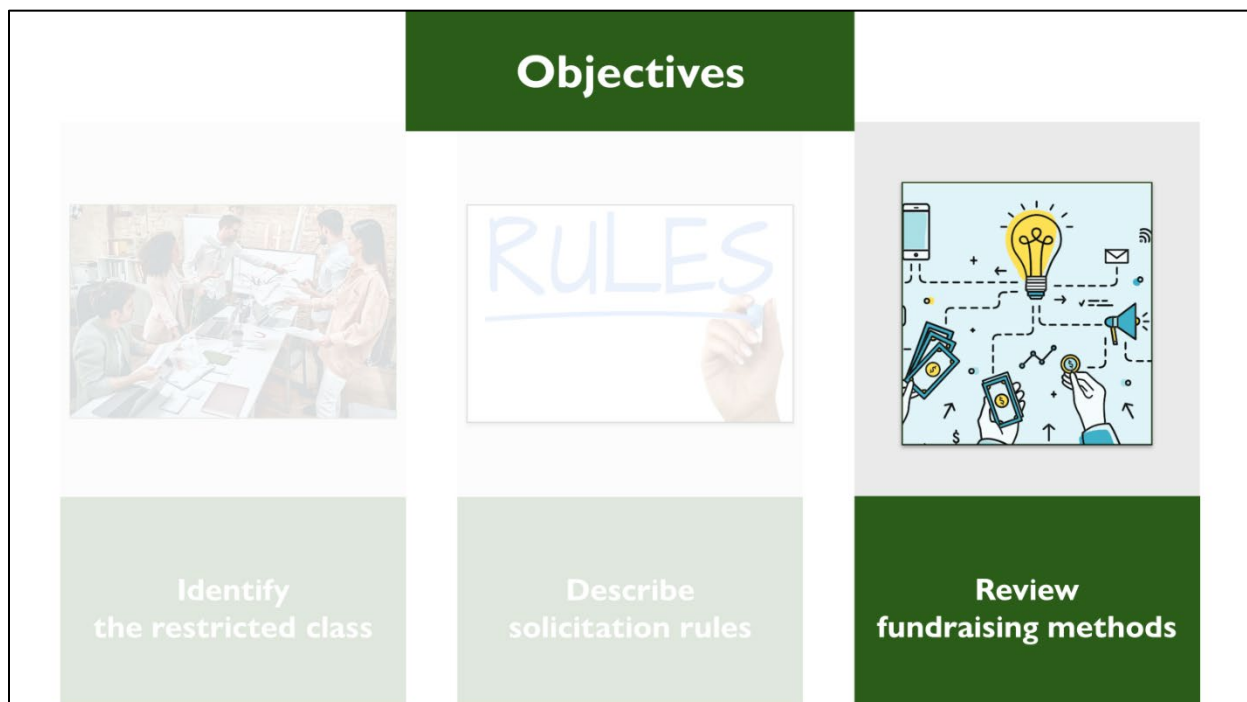 Objectives
RULES
Identify
the restricted class
Describe
solicitation rules
Review
fundraising methods
$
$
$
$